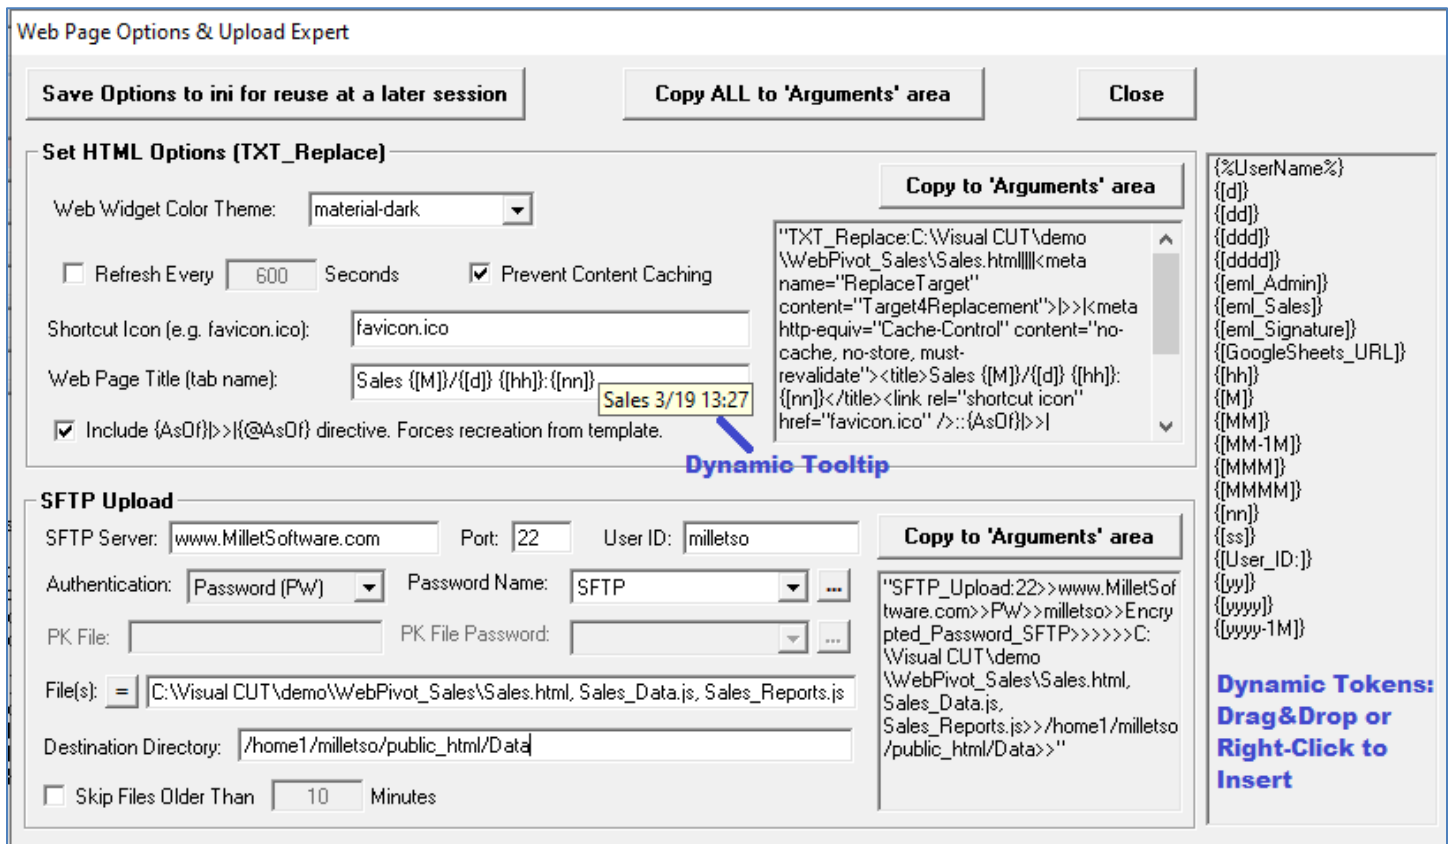 Web Page Options & Upload Expert
Save Options to ini for reuse at a later session
Copy ALL to 'Arguments' area
Close
Set HTML Options (TXT_Replace)
Copy to 'Arguments' area
Web Widget Color Theme: material-dark
Refresh Every 600 Seconds
Prevent Content Caching
Shortcut Icon (e.g. favicon.ico): favicon.ico
Web Page Title (tab name): Sales {[M]}/{[d]} {[hh]}:{[nn]}
Sales 3/19 13:27
Include {AsOf}|>>|{@AsOf} directive. Forces recreation from template.
Dynamic Tooltip
"TXT_Replace:C:\Visual CUT\demo
\WebPivot_Sales\Sales.html|||||<meta
name="ReplaceTarget"
content="Target4Replacement">|>>|<meta
http-equiv="Cache-Control" content="no-
cache, no-store, must-
revalidate"><title>Sales {[M]}/{[d]} {[hh]}:
{[nn]}</title><link rel="shortcut icon"
href="favicon.ico" />::{AsOf}|>>|
SFTP Upload
SFTP Server: www.MilletSoftware.com Port: 22 User ID: milletso
Authentication: Password (PW) Password Name: SFTP ...
PK File: PK File Password: ...
File(s): = C:\Visual CUT\demo\WebPivot_Sales\Sales.html, Sales_Data.js, Sales_Reports.js
Destination Directory: /home1/milletso/public_html/Data
Skip Files Older Than 10 Minutes
Copy to 'Arguments' area
"SFTP_Upload:22>>www.MilletSof
tware.com>>PW>>milletso>>Encry
pted_Password_SFTP>>>>>>C:
\Visual CUT\demo
\WebPivot_Sales\Sales.html,
Sales_Data.js,
Sales_Reports.js>>/home1/milletso
/public_html/Data>>"
{%UserName%}
{[d]}
{[dd]}
{[ddd]}
{[dddd]}
{[eml_Admin]}
{[eml_Sales]}
{[eml_Signature]}
{[GoogleSheets_URL]}
{[hh]}
{[M]}
{[MM]}
{[MM-1M]}
{[MMM]}
{[MMMM]}
{[nn]}
{[ss]}
{[User_ID:]}
{[yy]}
{[yyyy]}
{[yyyy-1M]}
Dynamic Tokens:
Drag&Drop or
Right-Click to
Insert